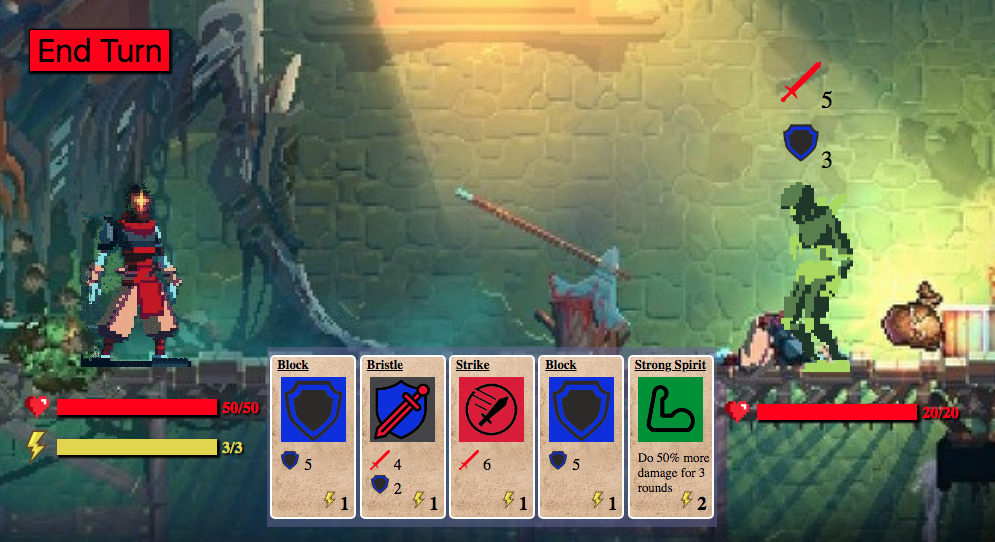 End Turn
5
3
Block
5
1
Bristle
4
2
1
Strike
6
1
Block
5
1
Strong Spirit
Do 50% more
damage for 3
rounds
2
50/50
3/3
20/20